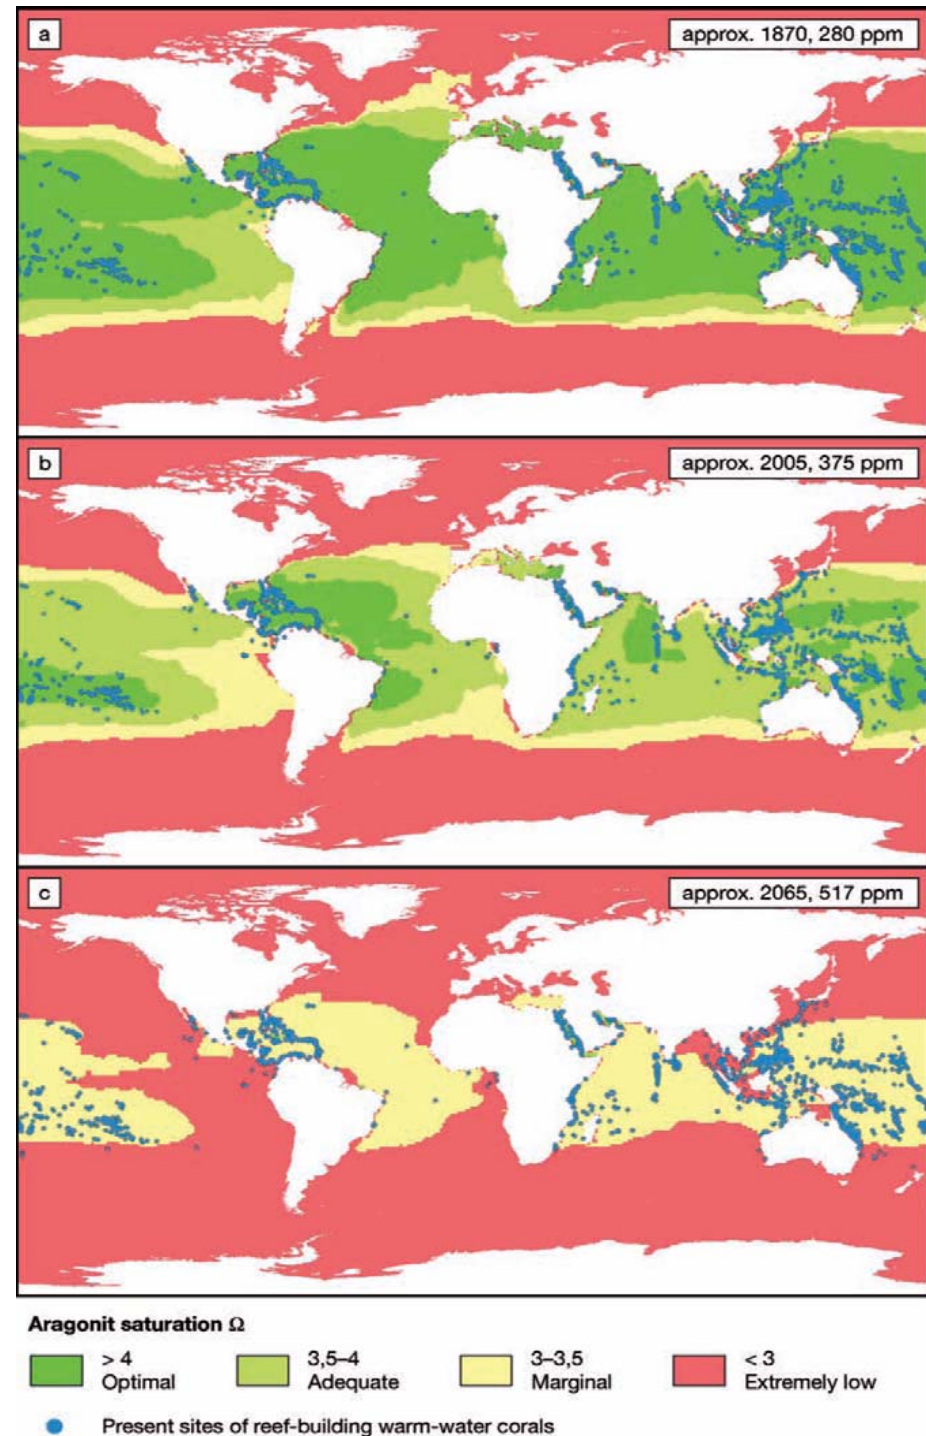 a
approx. 1870, 280 ppm
b
approx. 2005, 375 ppm
c
approx. 2065, 517 ppm
Aragonit saturation Ω
> 4
Optimal
3,5–4
Adequate
3–3,5
Marginal
< 3
Extremely low
Present sites of reef-building warm-water corals